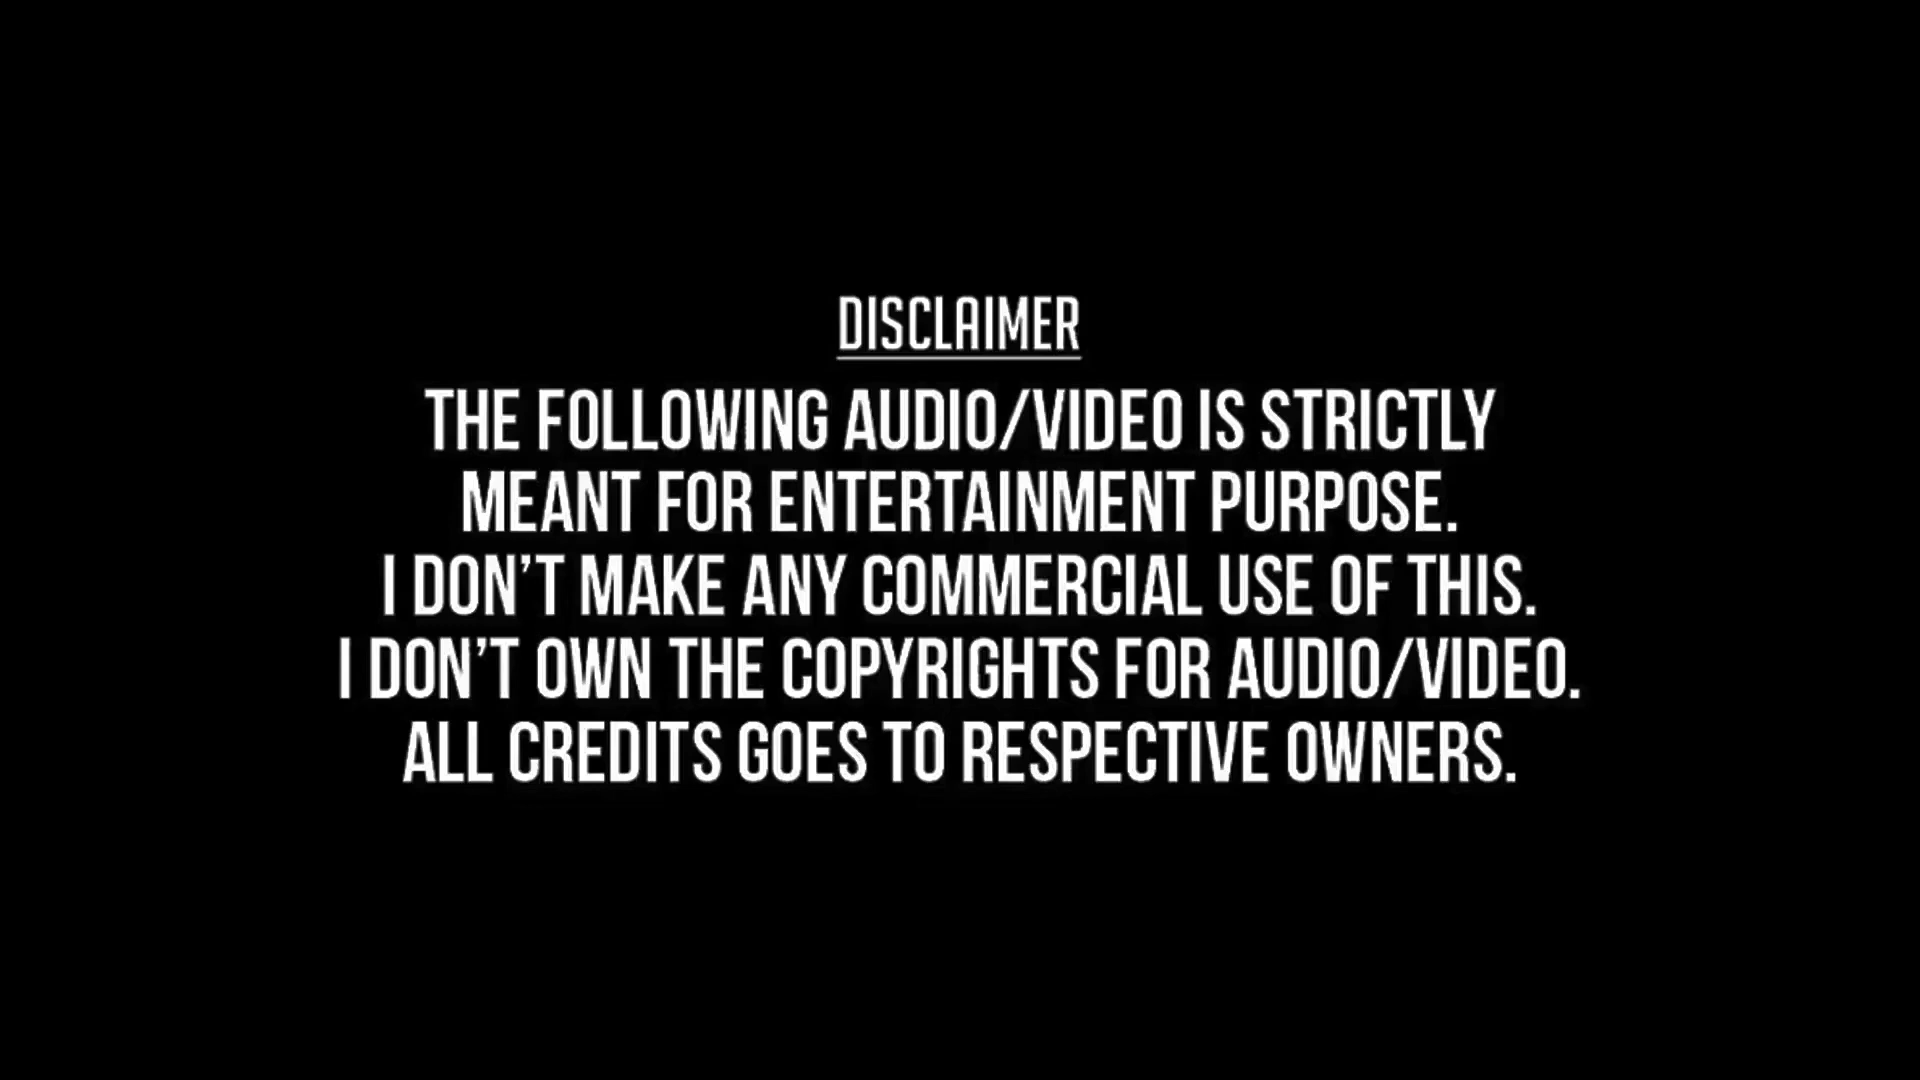 DISCLAIMER
THE FOLLOWING AUDIO/VIDEO IS STRICTLY
MEANT FOR ENTERTAINMENT PURPOSE.
I DON’T MAKE ANY COMMERCIAL USE OF THIS.
I DON’T OWN THE COPYRIGHTS FOR AUDIO/VIDEO.
ALL CREDITS GOES TO RESPECTIVE OWNERS.